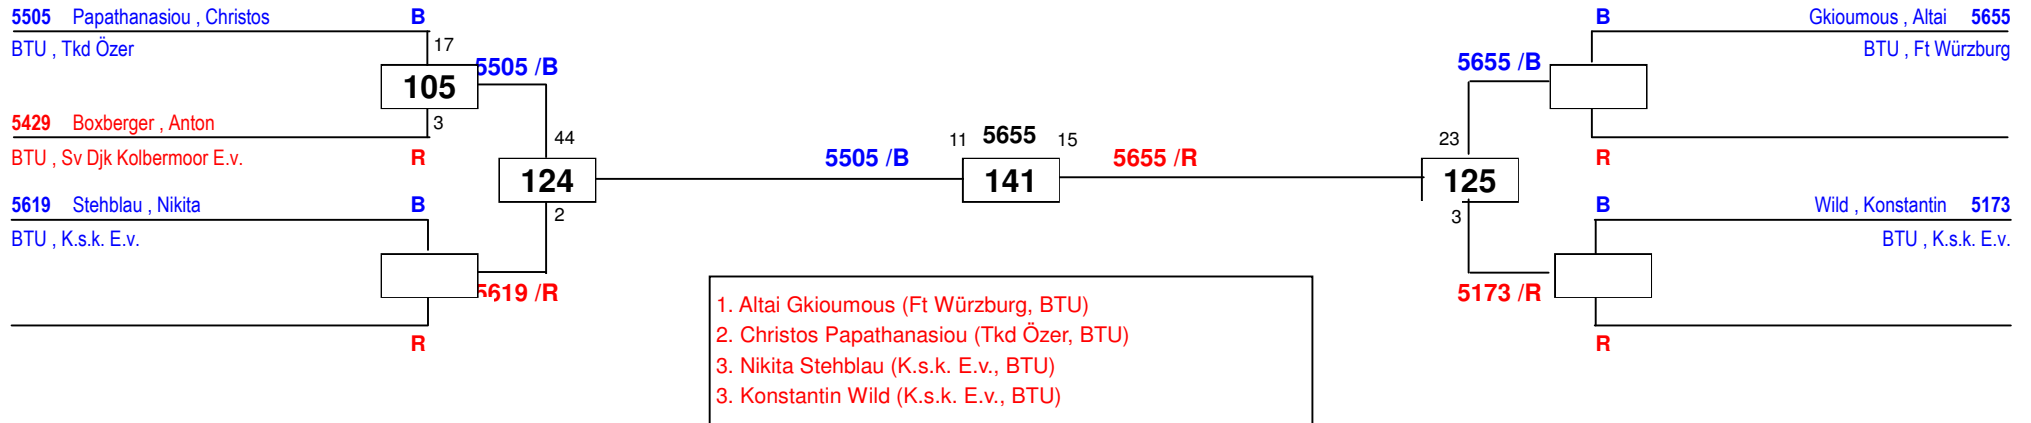 5505 Papathanasiou , Christos B
BTU , Tkd Özer
17
105
5505 /B
5429 Boxberger , Anton
3
BTU , Sv Djk Kolbermoor E.v. R
44
124
2
5619 Stehblau , Nikita B
BTU , K.s.k. E.v.
5619 /R
R
5505 /B
11 5655 15
141
5655 /R
B Gkioumous , Altai 5655
BTU , Ft Würzburg
5655 /B
R
23
125
3
B Wild , Konstantin 5173
BTU , K.s.k. E.v.
5173 /R
R
1. Altai Gkioumous (Ft Würzburg, BTU)
2. Christos Papathanasiou (Tkd Özer, BTU)
3. Nikita Stehblau (K.s.k. E.v., BTU)
3. Konstantin Wild (K.s.k. E.v., BTU)